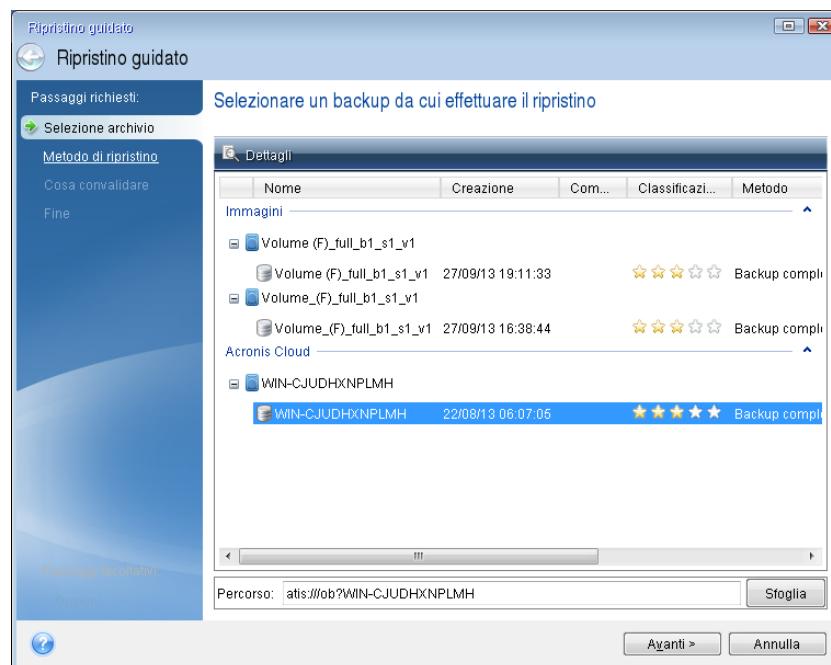 Ripristino guidato
Ripristino guidato
Passaggi richiesti:
Selezione archivio
Metodo di ripristino
Cosa convalidare
Fine
Selezionare un backup da cui effettuare il ripristino
Dettagli
Nome Creazione Com... Classificazi... Metodo
Immagini
Volume (F)_full_b1_s1_v1
Volume (F)_full_b1_s1_v1 27/09/13 19:11:33 Backup compl
Volume_(F)_full_b1_s1_v1
Volume_(F)_full_b1_s1_v1 27/09/13 16:38:44 Backup compl
Acronis Cloud
WIN-CJUDHXNPLMH
WIN-CJUDHXNPLMH 22/08/13 06:07:05 Backup compl
Percorso: atis:///ob?WIN-CJUDHXNPLMH Sfoglia
Avanti > Annulla